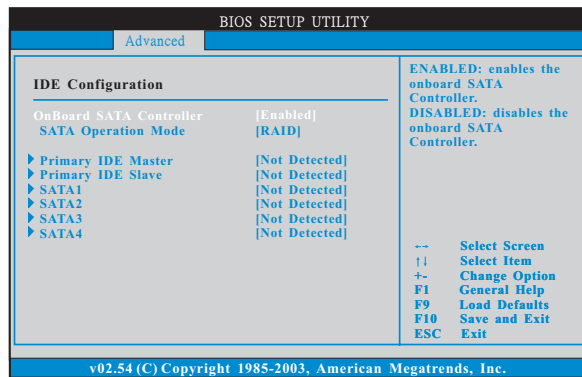 BIOS SETUP UTILITY
Advanced
IDE Configuration
OnBoard SATA Controller [Enabled]
SATA Operation Mode [RAID]
Primary IDE Master [Not Detected]
Primary IDE Slave [Not Detected]
SATA1 [Not Detected]
SATA2 [Not Detected]
SATA3 [Not Detected]
SATA4 [Not Detected]
ENABLED: enables the
onboard SATA
Controller.
DISABLED: disables the
onboard SATA
Controller.
←→ Select Screen
↑↓ Select Item
+- Change Option
F1 General Help
F9 Load Defaults
F10 Save and Exit
ESC Exit
v02.54 (C) Copyright 1985-2003, American Megatrends, Inc.